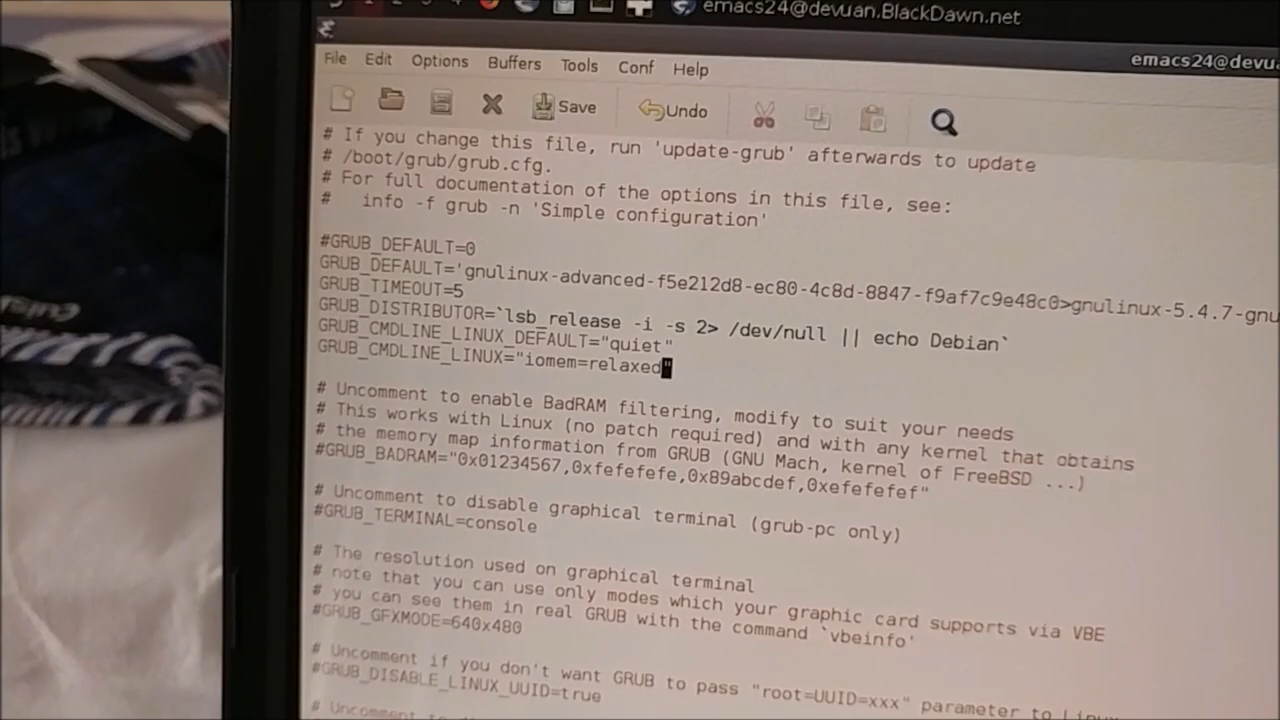 emacs24@devuan.BlackDawn.net
emacs24@devu
File Edit Options Buffers Tools Conf Help
Save Undo
# If you change this file, run 'update-grub' afterwards to update
# /boot/grub/grub.cfg.
# For full documentation of the options in this file, see:
#   info -f grub -n 'Simple configuration'
#GRUB_DEFAULT=0
GRUB_DEFAULT='gnulinux-advanced-f5e212d8-ec80-4c8d-8847-f9af7c9e48c0>gnulinux-5.4.7-gnu
GRUB_TIMEOUT=5
GRUB_DISTRIBUTOR=`lsb_release -i -s 2> /dev/null || echo Debian`
GRUB_CMDLINE_LINUX_DEFAULT="quiet"
GRUB_CMDLINE_LINUX="iomem=relaxed"
# Uncomment to enable BadRAM filtering, modify to suit your needs
# This works with Linux (no patch required) and with any kernel that obtains
# the memory map information from GRUB (GNU Mach, kernel of FreeBSD ...)
#GRUB_BADRAM="0x01234567,0xfefefefe,0x89abcdef,0xefefefef"
# Uncomment to disable graphical terminal (grub-pc only)
#GRUB_TERMINAL=console
# The resolution used on graphical terminal
# note that you can use only modes which your graphic card supports via VBE
# you can see them in real GRUB with the command `vbeinfo'
#GRUB_GFXMODE=640x480
# Uncomment if you don't want GRUB to pass "root=UUID=xxx" parameter to Linux
#GRUB_DISABLE_LINUX_UUID=true
# Uncomment to